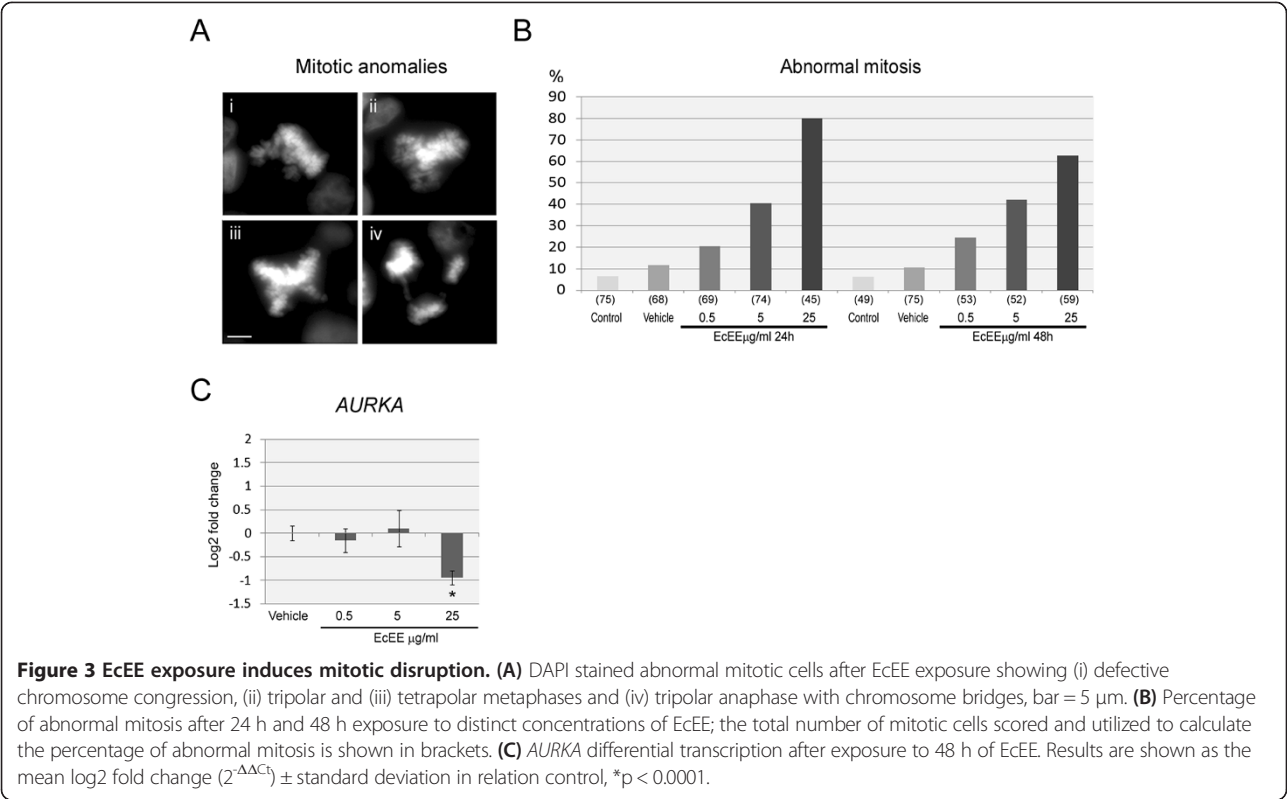 A
Mitotic anomalies
i
ii
iii
iv
B
Abnormal mitosis
%
90
80
70
60
50
40
30
20
10
0
(75) (68) (69) (74) (45) (49) (75) (53) (52) (59)
Control Vehicle 0.5 5 25 Control Vehicle 0.5 5 25
EcEEµg/ml 24h EcEEµg/ml 48h
C
AURKA
Log2 fold change
2
1.5
1
0.5
0
-0.5
-1
-1.5
*
Vehicle 0.5 5 25
EcEE µg/ml
Figure 3 EcEE exposure induces mitotic disruption. (A) DAPI stained abnormal mitotic cells after EcEE exposure showing (i) defective
chromosome congression, (ii) tripolar and (iii) tetrapolar metaphases and (iv) tripolar anaphase with chromosome bridges, bar = 5 µm. (B) Percentage
of abnormal mitosis after 24 h and 48 h exposure to distinct concentrations of EcEE; the total number of mitotic cells scored and utilized to calculate
the percentage of abnormal mitosis is shown in brackets. (C) AURKA differential transcription after exposure to 48 h of EcEE. Results are shown as the
mean log2 fold change (2^-ΔΔCt) ± standard deviation in relation control, *p < 0.0001.